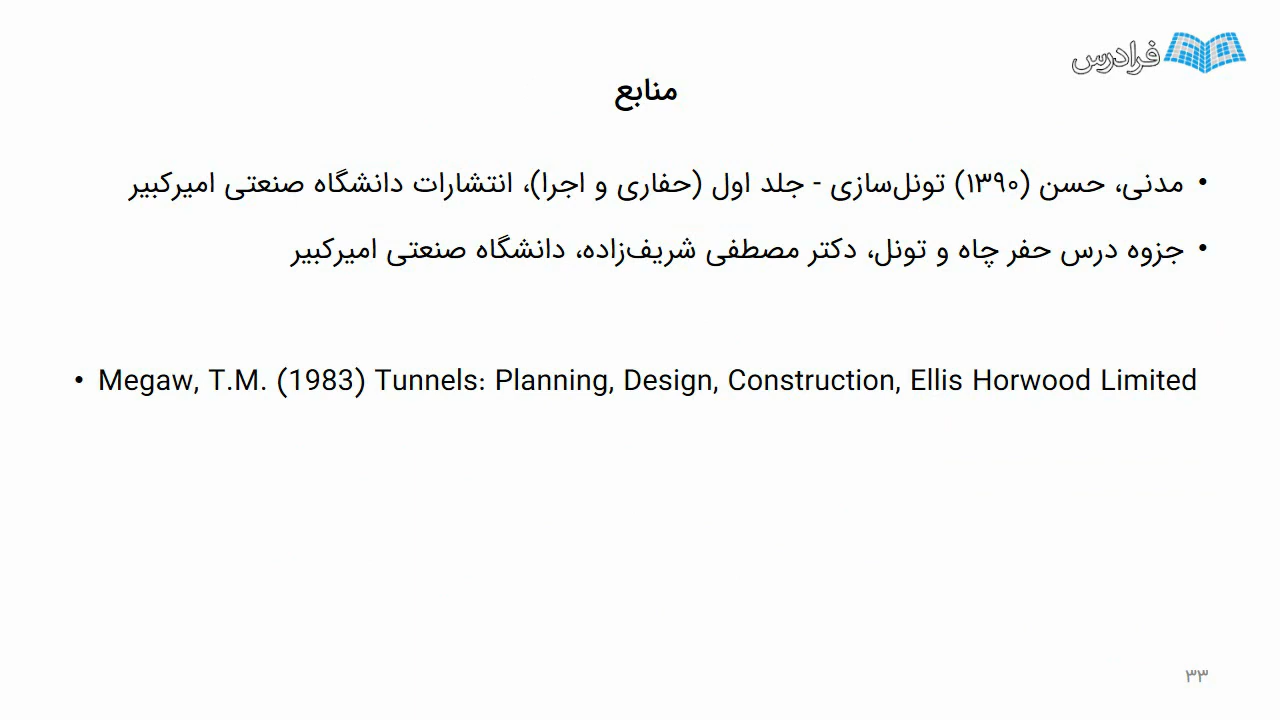 فرادرس
منابع
• مدنی، حسن (۱۳۹۰) تونل‌سازی - جلد اول (حفاری و اجرا)، انتشارات دانشگاه صنعتی امیرکبیر
• جزوه درس حفر چاه و تونل، دکتر مصطفی شریف‌زاده، دانشگاه صنعتی امیرکبیر
• Megaw, T.M. (1983) Tunnels: Planning, Design, Construction, Ellis Horwood Limited
۳۳